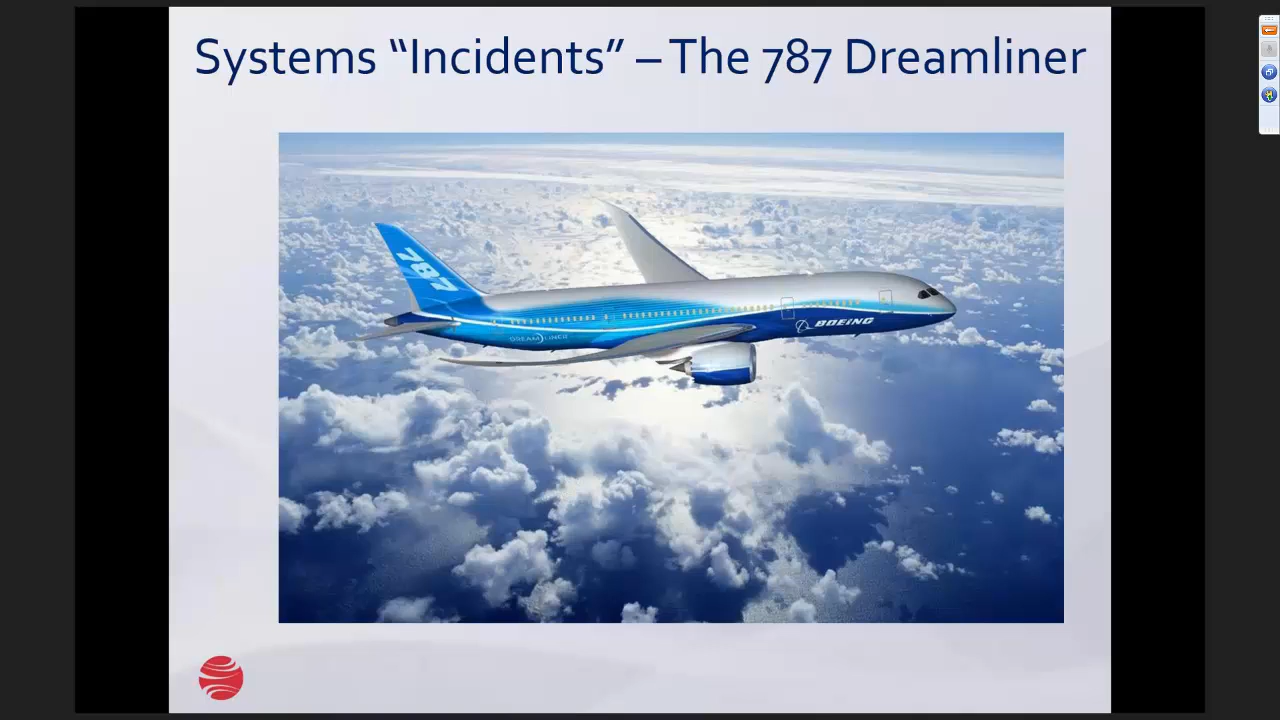 Systems “Incidents” – The 787 Dreamliner
787
BOEING
DREAMLINER